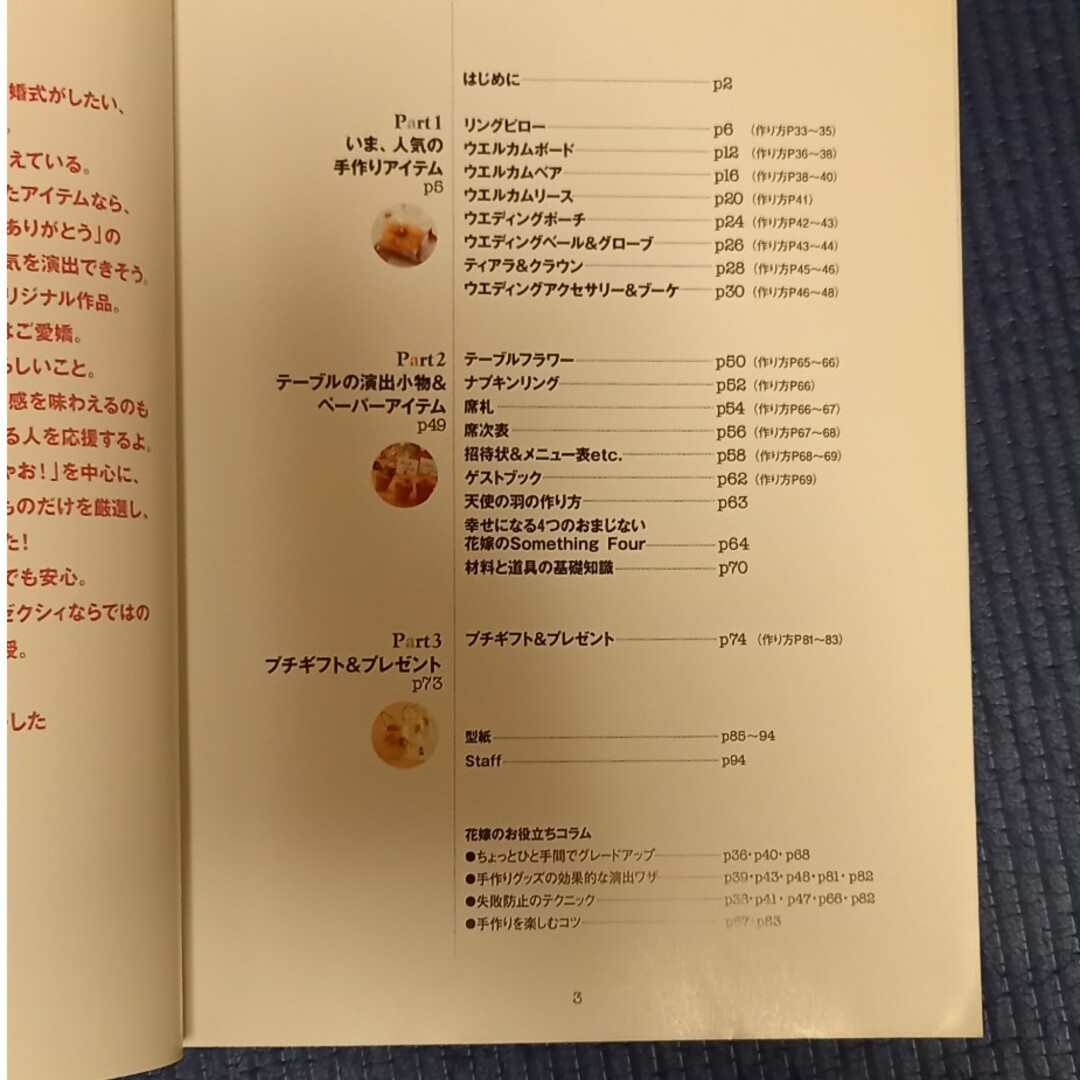 婚式がしたい、
。
えている。
たアイテムなら、
ありがとう」の
気を演出できそう。
リジナル作品。
はご愛嬌。
らしいこと。
感を味わえるのも
る人を応援するよ。
ゃお！」を中心に、
ものだけを厳選し、
た！
でも安心。
ゼクシィならではの
授。
した
はじめに p2
Part1
いま、人気の
手作りアイテム
p5
リングピロー p6 （作り方P33〜35）
ウエルカムボード p12 （作り方P36〜38）
ウエルカムベア p16 （作り方P38〜40）
ウエルカムリース p20 （作り方P41）
ウエディングポーチ p24 （作り方P42〜43）
ウエディングベール&グローブ p26 （作り方P43〜44）
ティアラ&クラウン p28 （作り方P45〜46）
ウエディングアクセサリー&ブーケ p30 （作り方P46〜48）
Part2
テーブルの演出小物&
ペーパーアイテム
p49
テーブルフラワー p50 （作り方P65〜66）
ナプキンリング p52 （作り方P66）
席札 p54 （作り方P66〜67）
席次表 p56 （作り方P67〜68）
招待状&メニュー表etc. p58 （作り方P68〜69）
ゲストブック p62 （作り方P69）
天使の羽の作り方 p63
幸せになる4つのおまじない
花嫁のSomething Four p64
材料と道具の基礎知識 p70
Part3
プチギフト&プレゼント
p73
プチギフト&プレゼント p74 （作り方P81〜83）
型紙 p85〜94
Staff p94
花嫁のお役立ちコラム
●ちょっとひと手間でグレードアップ p36・p40・p68
●手作りグッズの効果的な演出ワザ p39・p43・p48・p81・p82
●失敗防止のテクニック p38・p41・p47・p66・p82
●手作りを楽しむコツ p67・p83
3